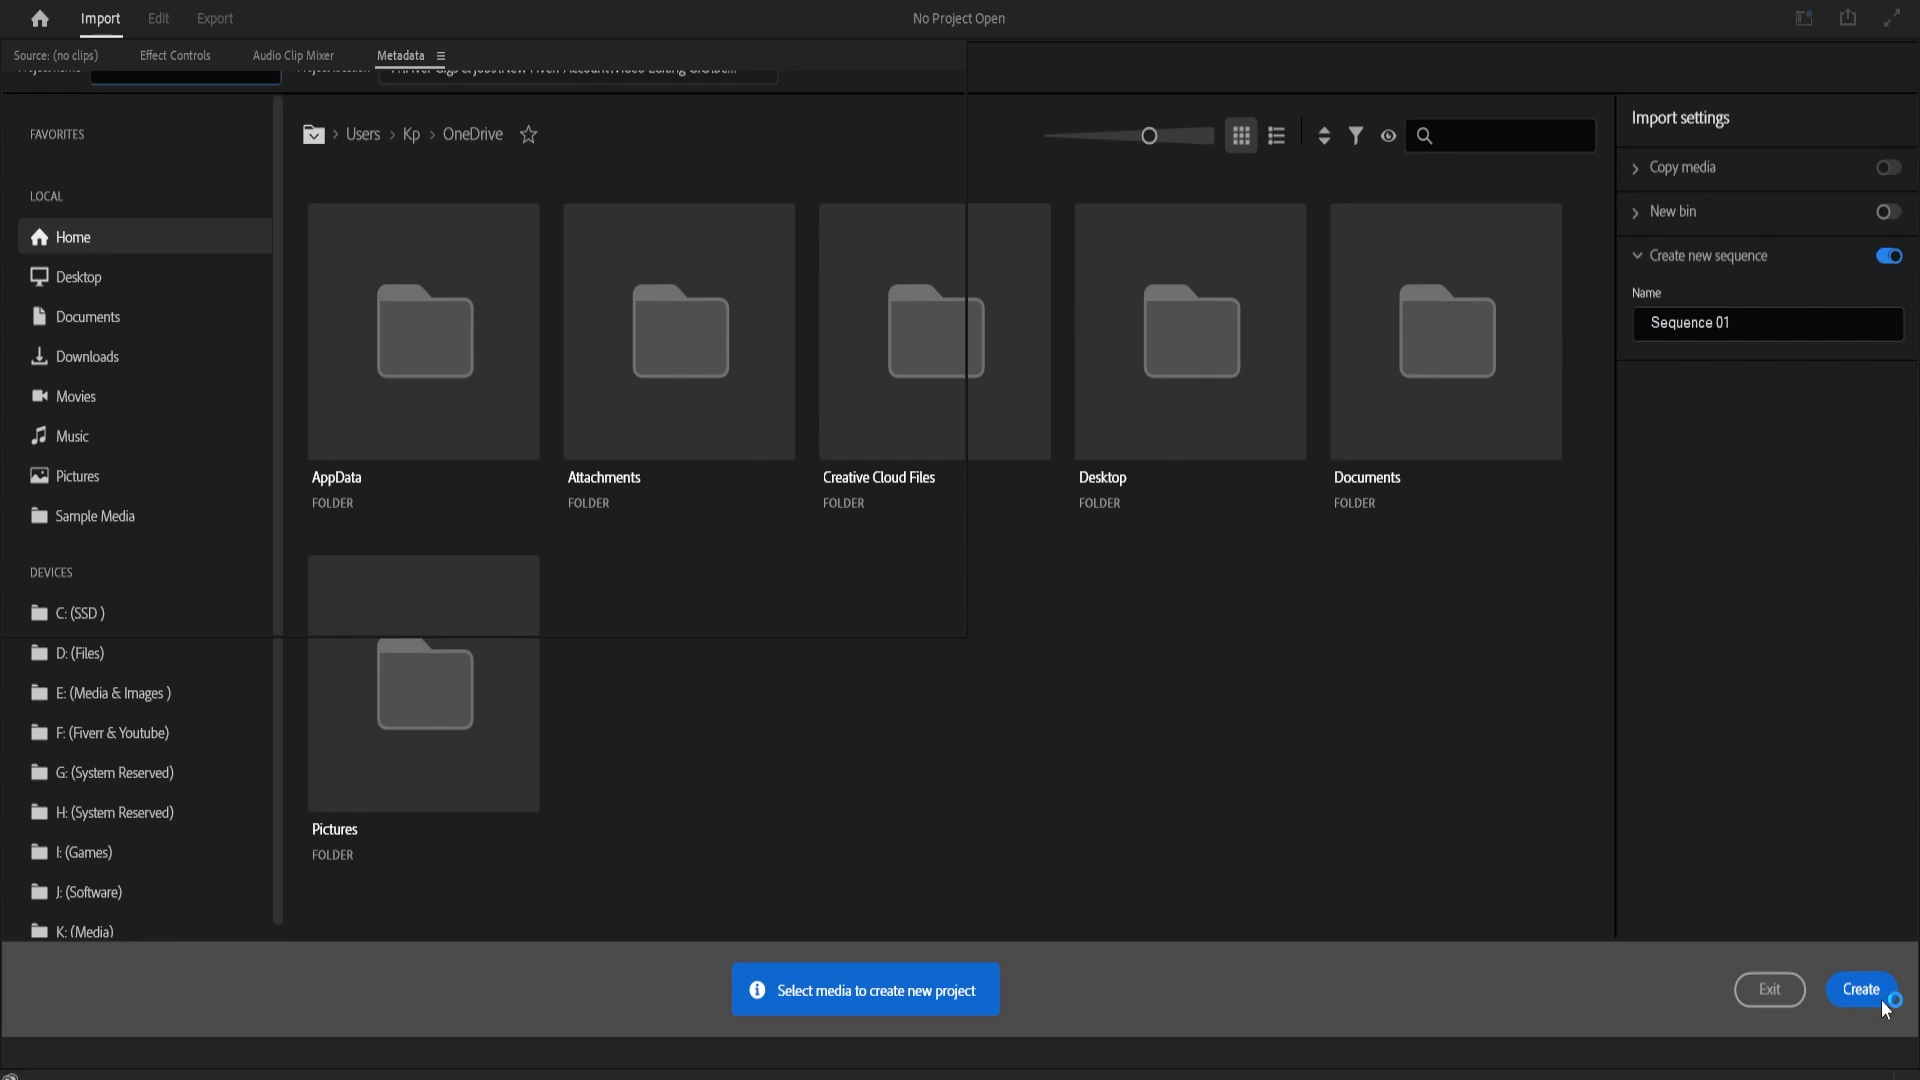 Import Edit Export No Project Open
Source: (no clips) Effect Controls Audio Clip Mixer Metadata
FAVORITES
Users Kp OneDrive
Import settings
LOCAL
Copy media
New bin
Home
Create new sequence
Desktop
Name
Documents
Sequence 01
Downloads
Movies
Music
Pictures
AppData Attachments Creative Cloud Files Desktop Documents
FOLDER FOLDER FOLDER FOLDER FOLDER
Sample Media
DEVICES
C: (SSD )
D: (Files)
E: (Media & Images )
F: (Fiverr & Youtube)
G: (System Reserved)
H: (System Reserved)
Pictures
FOLDER
I: (Games)
J: (Software)
K: (Media)
Select media to create new project
Exit Create